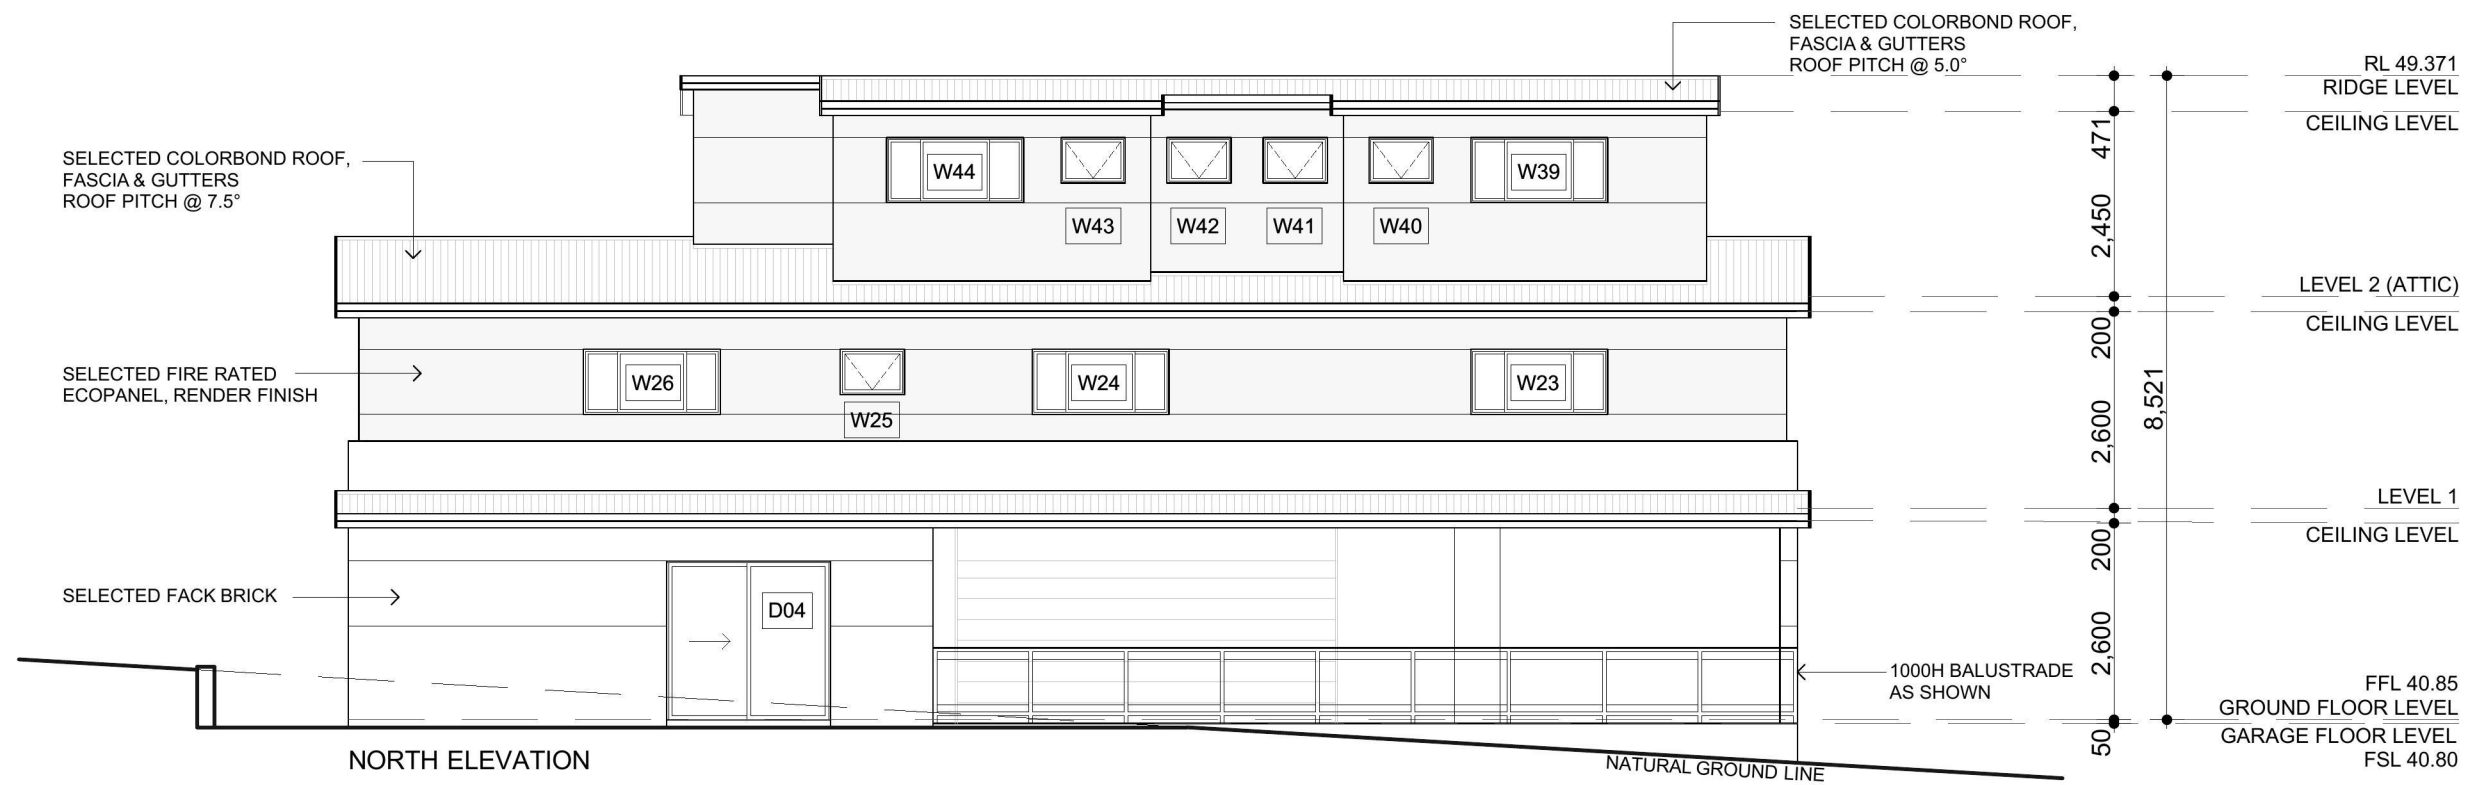 SELECTED COLORBOND ROOF,
FASCIA & GUTTERS
ROOF PITCH @ 5.0°
RL 49.371
RIDGE LEVEL
CEILING LEVEL
471
SELECTED COLORBOND ROOF,
FASCIA & GUTTERS
ROOF PITCH @ 7.5°
W44
W39
W43
W42
W41
W40
2,450
LEVEL 2 (ATTIC)
CEILING LEVEL
200
SELECTED FIRE RATED
ECOPANEL, RENDER FINISH
W26
W24
W23
W25
8,521
2,600
LEVEL 1
CEILING LEVEL
200
SELECTED FACK BRICK
D04
2,600
1000H BALUSTRADE
AS SHOWN
FFL 40.85
GROUND FLOOR LEVEL
GARAGE FLOOR LEVEL
FSL 40.80
50
NORTH ELEVATION
NATURAL GROUND LINE